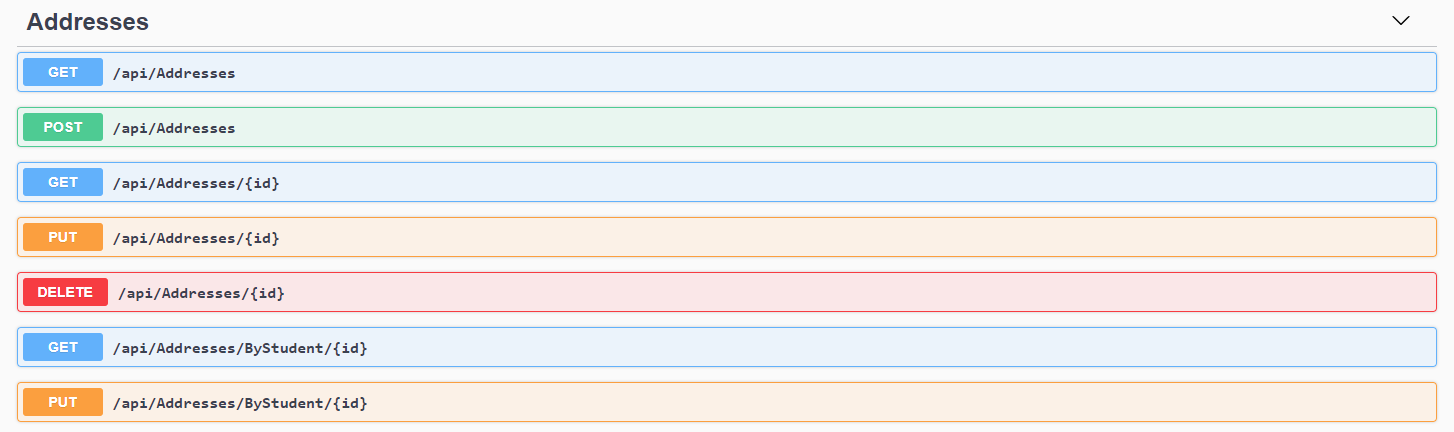 Addresses
GET /api/Addresses
POST /api/Addresses
GET /api/Addresses/{id}
PUT /api/Addresses/{id}
DELETE /api/Addresses/{id}
GET /api/Addresses/ByStudent/{id}
PUT /api/Addresses/ByStudent/{id}